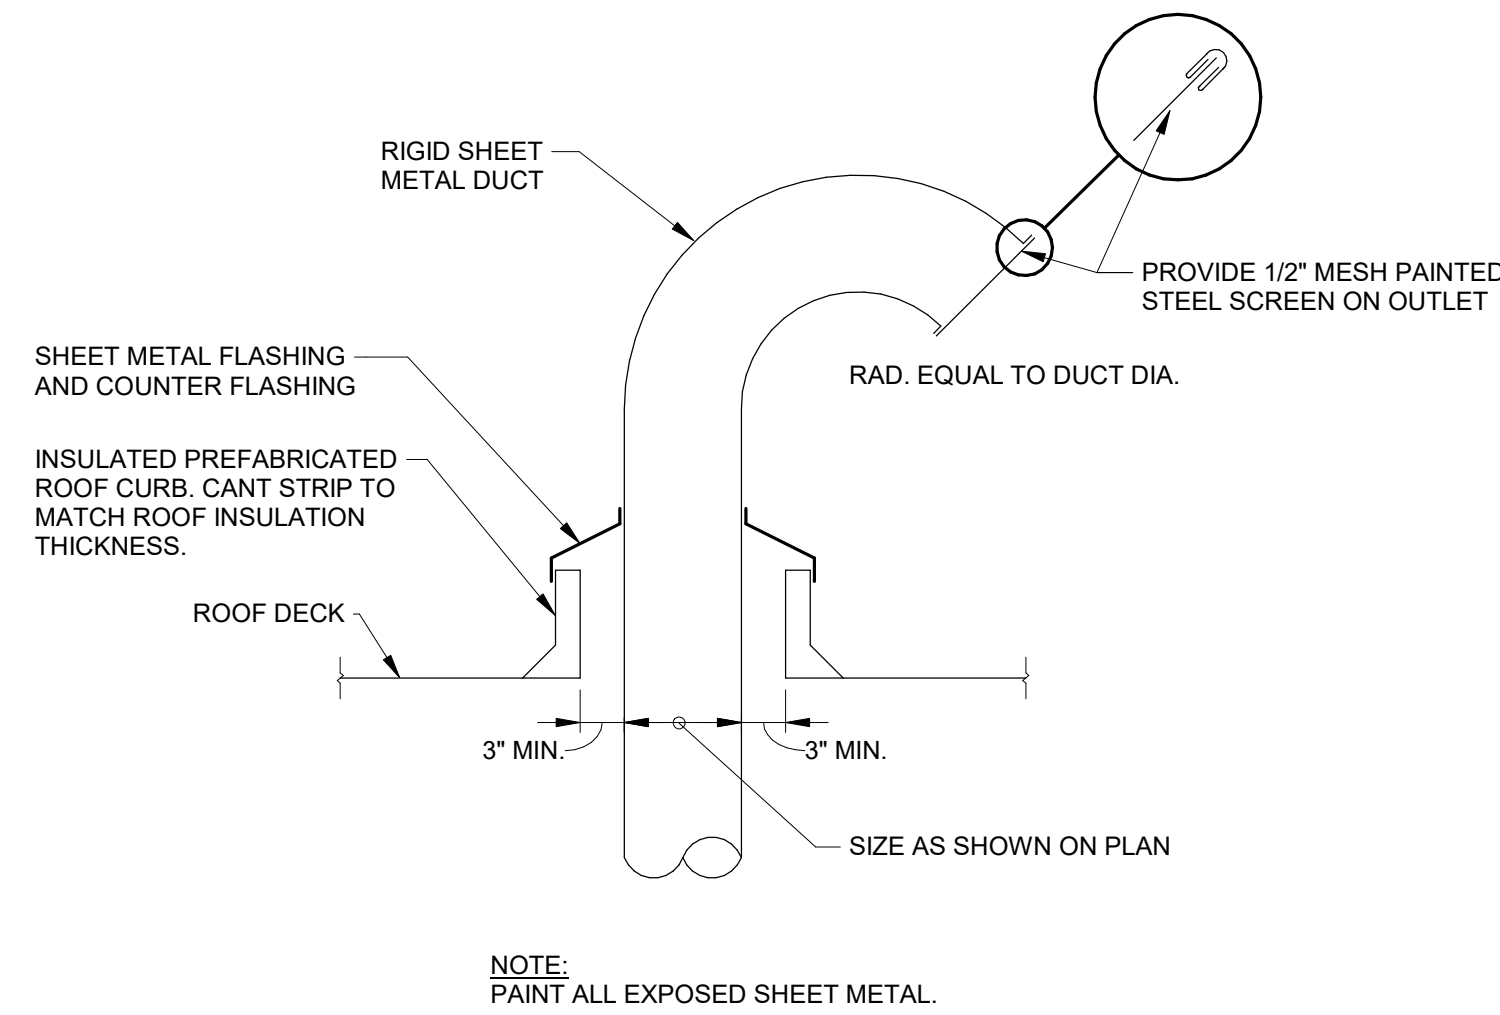 RIGID SHEET
METAL DUCT
PROVIDE 1/2" MESH PAINTED
STEEL SCREEN ON OUTLET
SHEET METAL FLASHING
AND COUNTER FLASHING
RAD. EQUAL TO DUCT DIA.
INSULATED PREFABRICATED
ROOF CURB. CANT STRIP TO
MATCH ROOF INSULATION
THICKNESS.
ROOF DECK
3" MIN.
3" MIN.
SIZE AS SHOWN ON PLAN
NOTE:
PAINT ALL EXPOSED SHEET METAL.